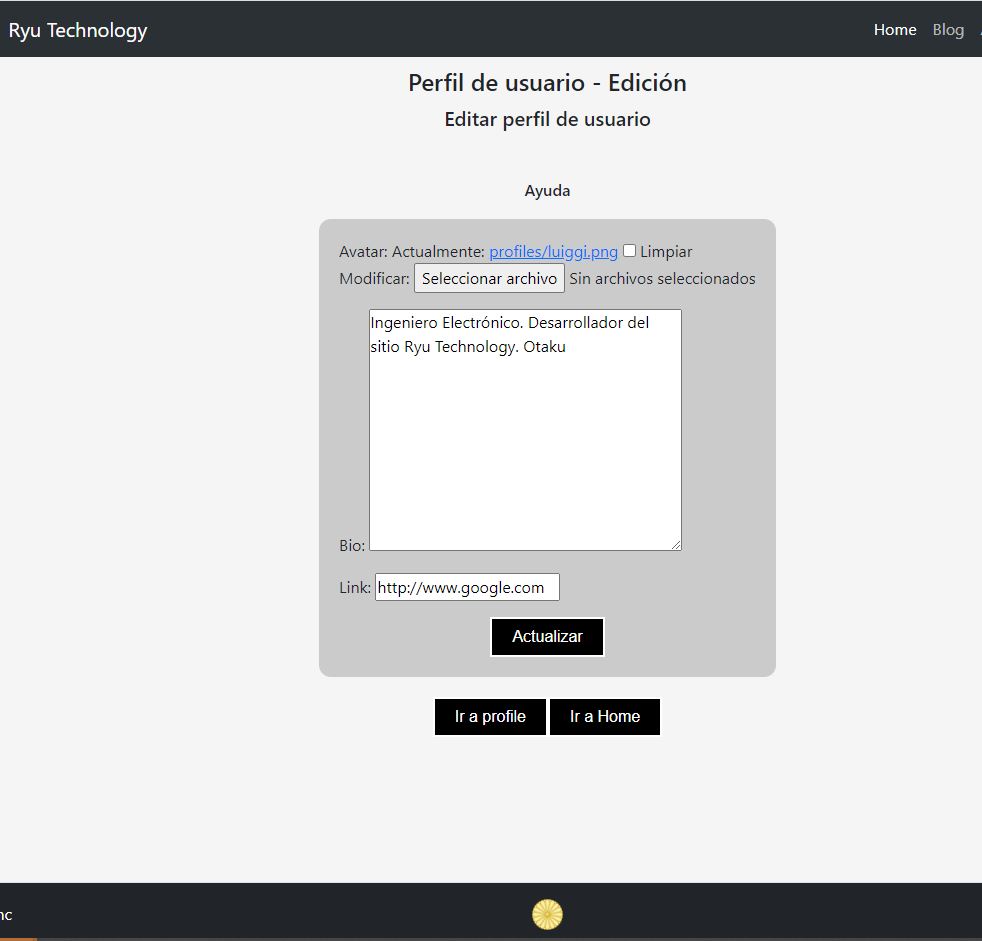 Ryu Technology Home Blog
Perfil de usuario - Edición
Editar perfil de usuario
Ayuda
Avatar: Actualmente: profiles/luiggi.png Limpiar
Modificar: Seleccionar archivo Sin archivos seleccionados
Ingeniero Electrónico. Desarrollador del
sitio Ryu Technology. Otaku
Bio:
Link: http://www.google.com
Actualizar
Ir a profile Ir a Home